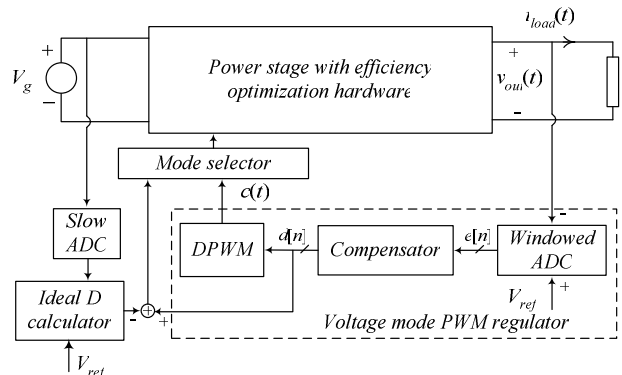 i_load(t)
+
+
V_g
-
Power stage with efficiency
optimization hardware
v_out(t)
-
Mode selector
c(t)
Slow
ADC
DPWM
d[n]
Compensator
e[n]
-
Windowed
ADC
Ideal D
calculator
-
+
+
V_ref
+
Voltage mode PWM regulator
V_ref